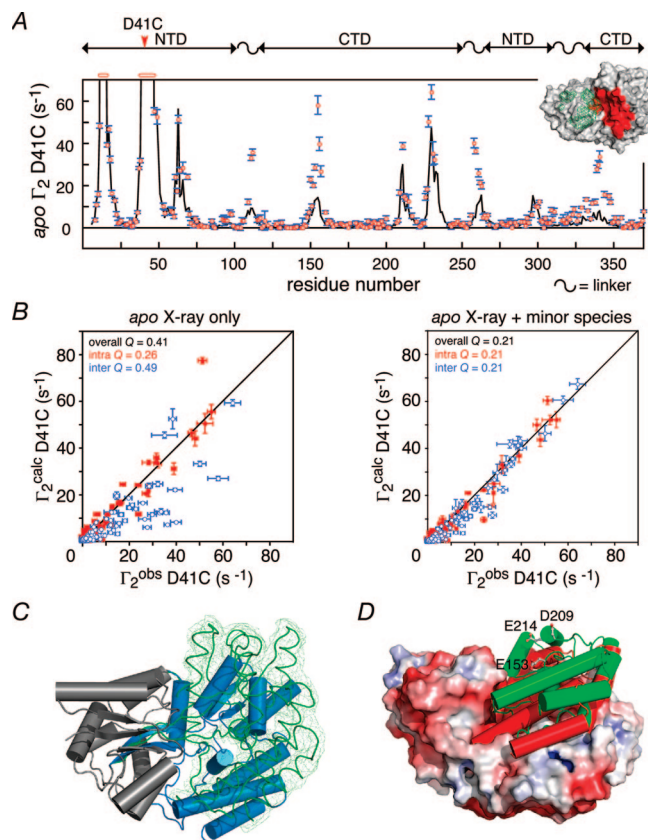 A
D41C
NTD
CTD
NTD
CTD
apo Γ₂ D41C (s⁻¹)
60
40
20
0
50
100
150
200
250
300
350
residue number
= linker
B
apo X-ray only
overall Q = 0.41
intra Q = 0.26
inter Q = 0.49
Γ₂ᶜᵃˡᶜ D41C (s⁻¹)
80
60
40
20
0
20
40
60
80
Γ₂ᵒᵇˢ D41C (s⁻¹)
apo X-ray + minor species
overall Q = 0.21
intra Q = 0.21
inter Q = 0.21
Γ₂ᶜᵃˡᶜ D41C (s⁻¹)
80
60
40
20
0
20
40
60
80
Γ₂ᵒᵇˢ D41C (s⁻¹)
C
D
D209
E214
E153